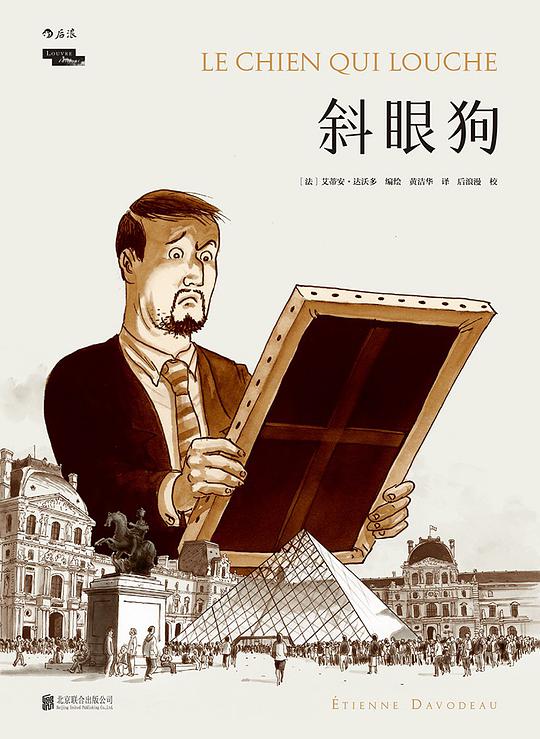 后浪
LOUVRE
LE CHIEN QUI LOUCHE
斜眼狗
［法］艾蒂安·达沃多 编绘 黄洁华 译 后浪漫 校
北京联合出版公司
Beijing United Publishing Co.,Ltd.
ÉTIENNE DAVODEAU